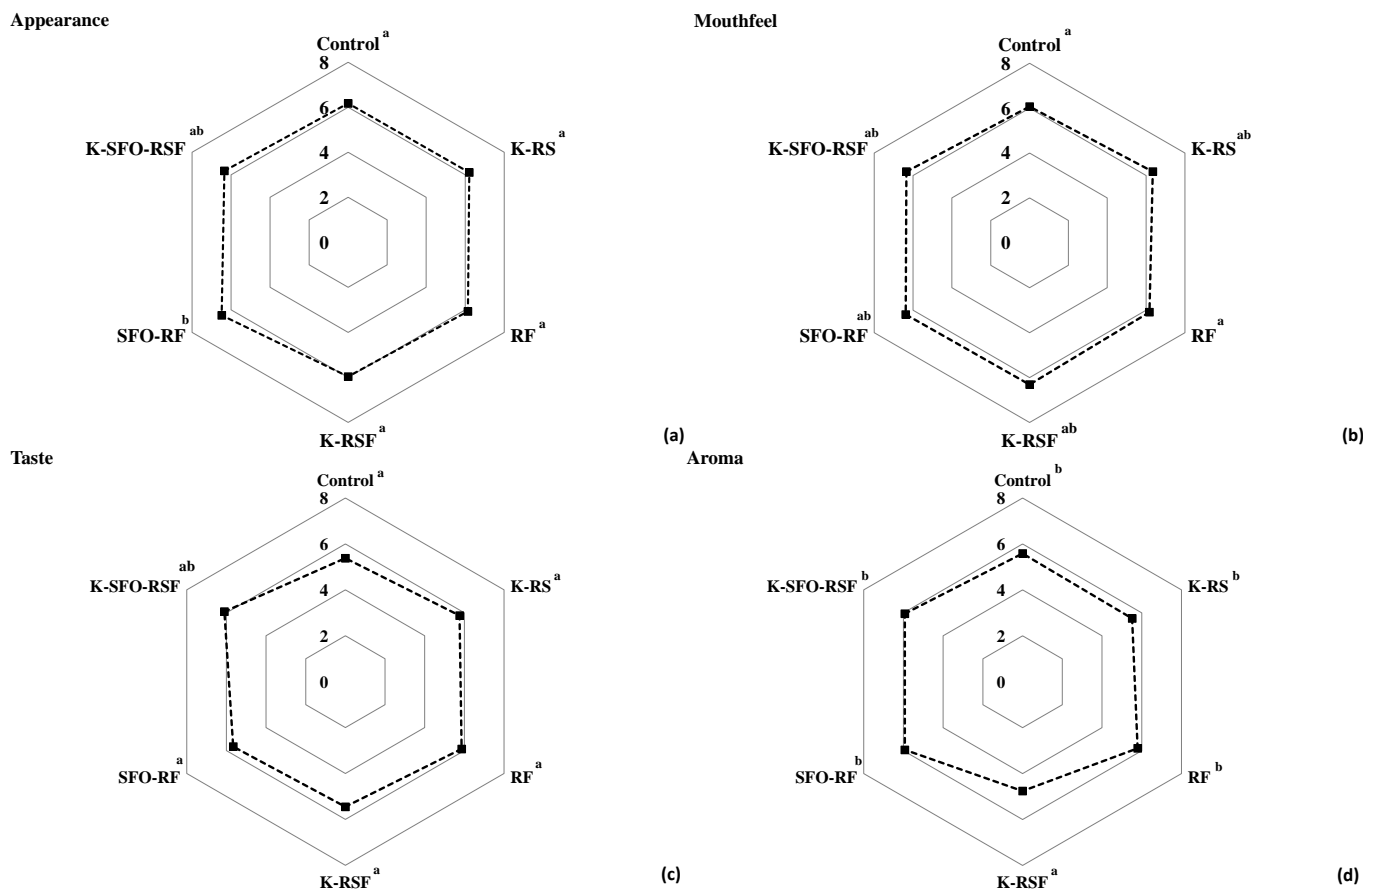 Appearance
Control a
8
6
4
2
0
K-SFO-RSF ab
K-RS a
SFO-RF b
RF a
K-RSF a
(a)
Mouthfeel
Control a
8
6
4
2
0
K-SFO-RSF ab
K-RS ab
SFO-RF ab
RF a
K-RSF ab
(b)
Taste
Control a
8
6
4
2
0
K-SFO-RSF ab
K-RS a
SFO-RF a
RF a
K-RSF a
(c)
Aroma
Control b
8
6
4
2
0
K-SFO-RSF b
K-RS b
SFO-RF b
RF b
K-RSF a
(d)